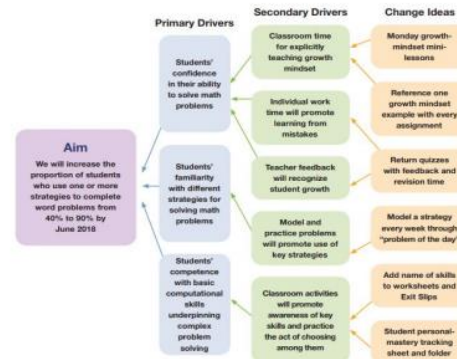 Primary Drivers
Secondary Drivers
Change Ideas
Aim
We will increase the
proportion of students
who use one or more
strategies to complete
word problems from
40% to 90% by
June 2018
Students'
confidence
in their ability
to solve math
problems
Students'
familiarity
with different
strategies for
solving math
problems
Students'
competence
with basic
computational
skills
underpinning
complex
problem
solving
Classroom time
for explicitly
teaching growth
mindset
Individual work
time will promote
learning from
mistakes
Teacher feedback
will recognize
student growth
Model and
practice problems
will promote use of
key strategies
Classroom activities
will promote
awareness of key
skills and practice
the act of choosing
among them
Monday growth-
mindset mini-
lessons
Reference one
growth mindset
example with every
assignment
Return quizzes
with feedback and
revision time
Model a strategy
every week through
"problem of the day"
Add name of skills
to worksheets and
Exit Slips
Student personal-
mastery tracking
sheet and folder